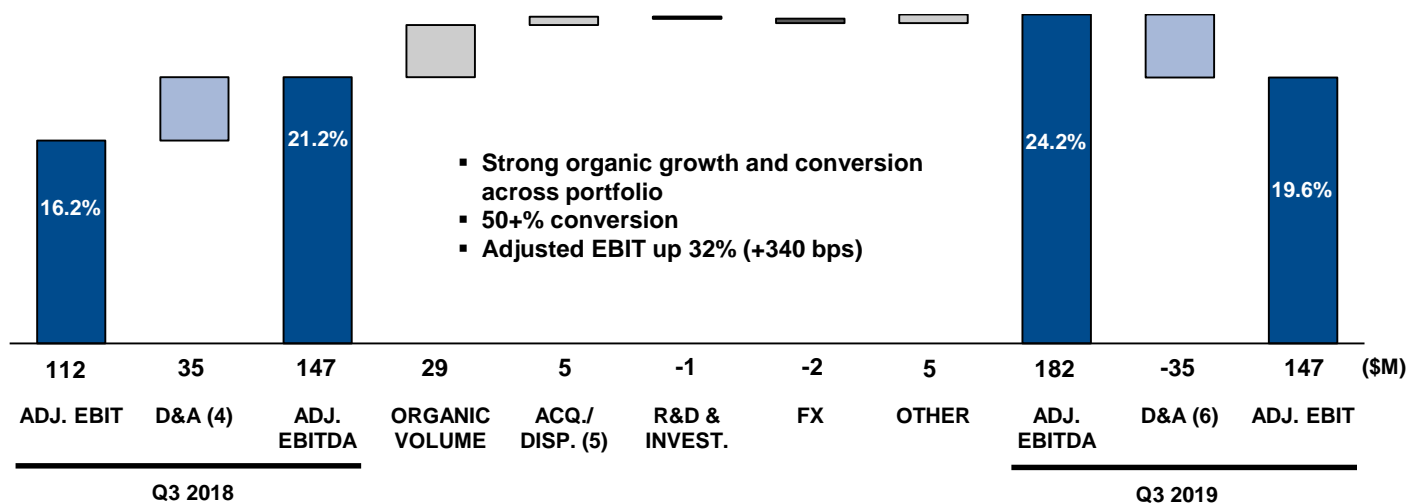 21.2%
24.2%
16.2%
19.6%
▪ Strong organic growth and conversion
across portfolio
▪ 50+% conversion
▪ Adjusted EBIT up 32% (+340 bps)
112 35 147 29 5 -1 -2 5 182 -35 147 ($M)
ADJ. EBIT D&A (4) ADJ. ORGANIC ACQ./ R&D & FX OTHER ADJ. D&A (6) ADJ. EBIT
EBITDA VOLUME DISP. (5) INVEST. EBITDA
Q3 2018 Q3 2019